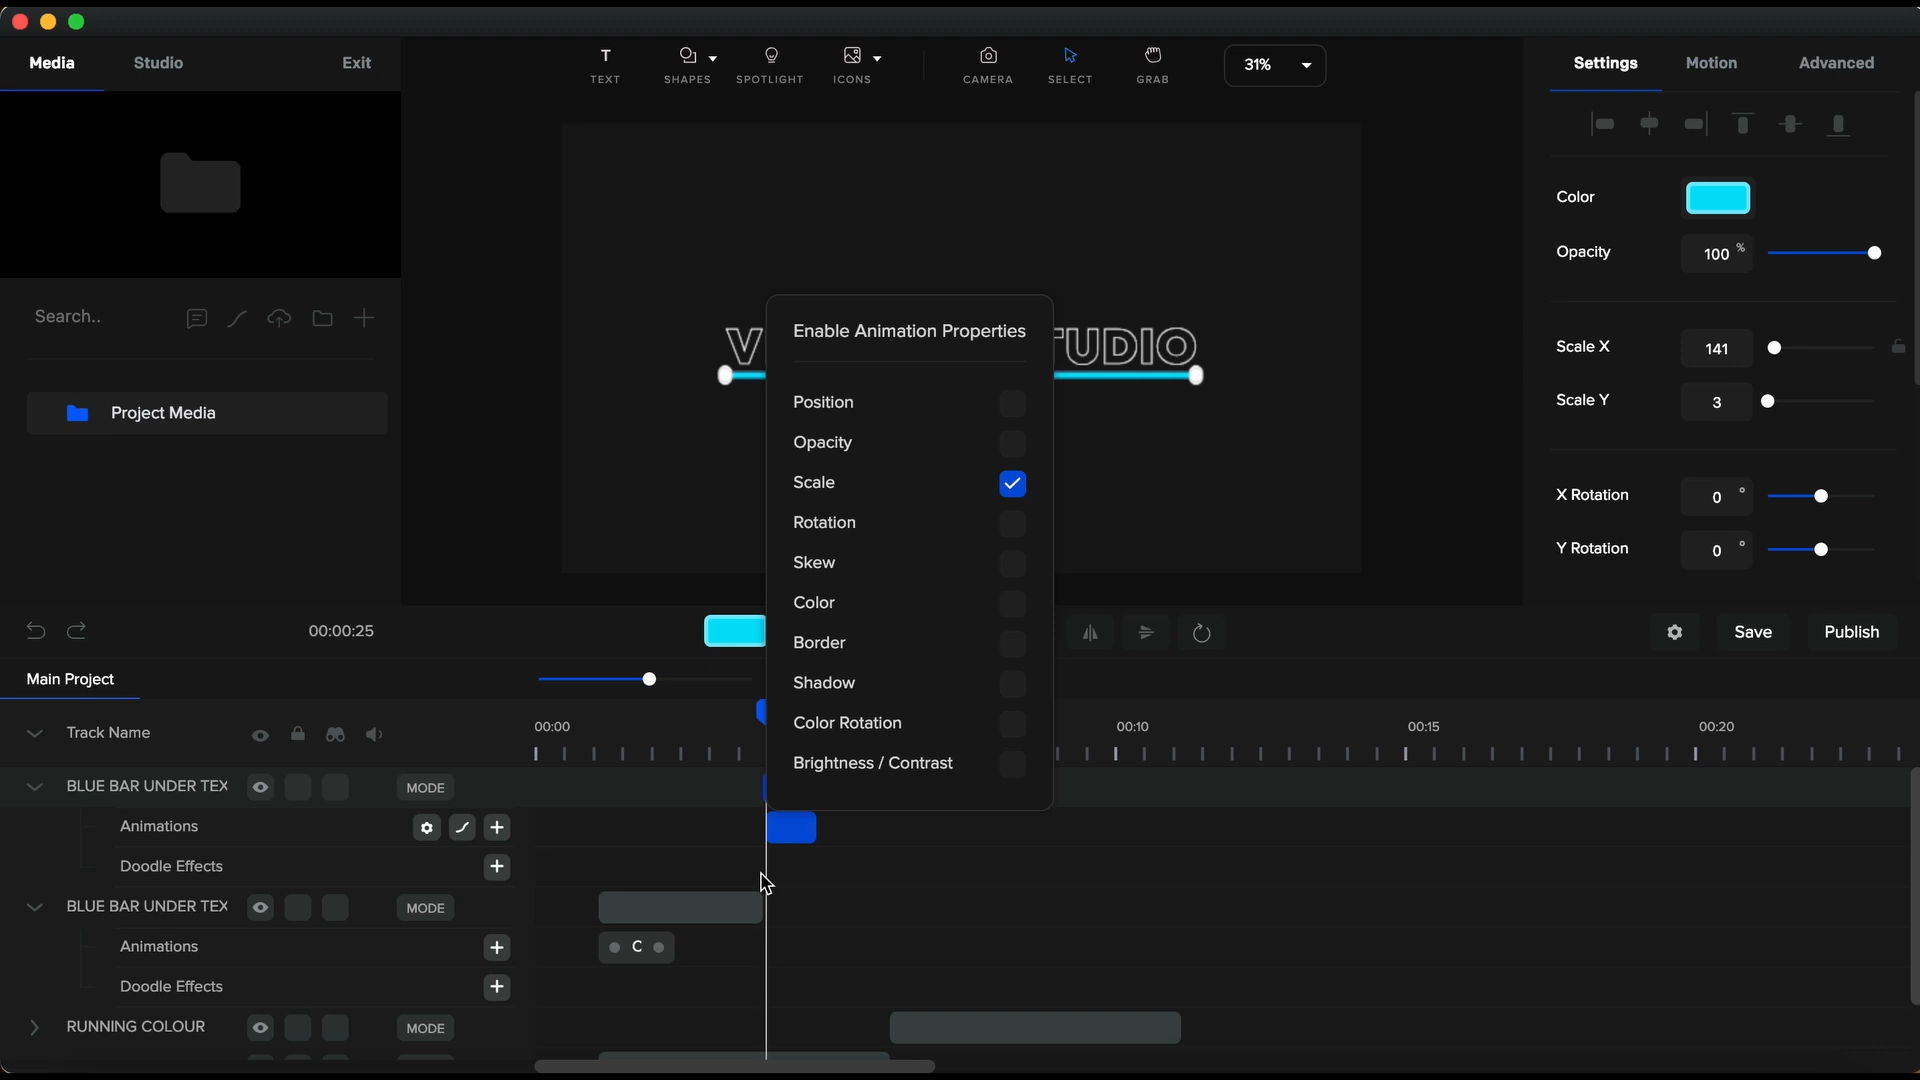 Media Studio Exit
TEXT SHAPES SPOTLIGHT ICONS CAMERA SELECT GRAB 31%
Settings Motion Advanced
Color
Opacity 100 %
Scale X 141
Scale Y 3
X Rotation 0 °
Y Rotation 0 °
Search..
Project Media
V TUDIO
Enable Animation Properties
Position
Opacity
Scale
Rotation
Skew
Color
Border
Shadow
Color Rotation
Brightness / Contrast
00:00:25
Save Publish
Main Project
Track Name
00:00 00:10 00:15 00:20
BLUE BAR UNDER TEX MODE
Animations
Doodle Effects
BLUE BAR UNDER TEX MODE
Animations C
Doodle Effects
RUNNING COLOUR MODE